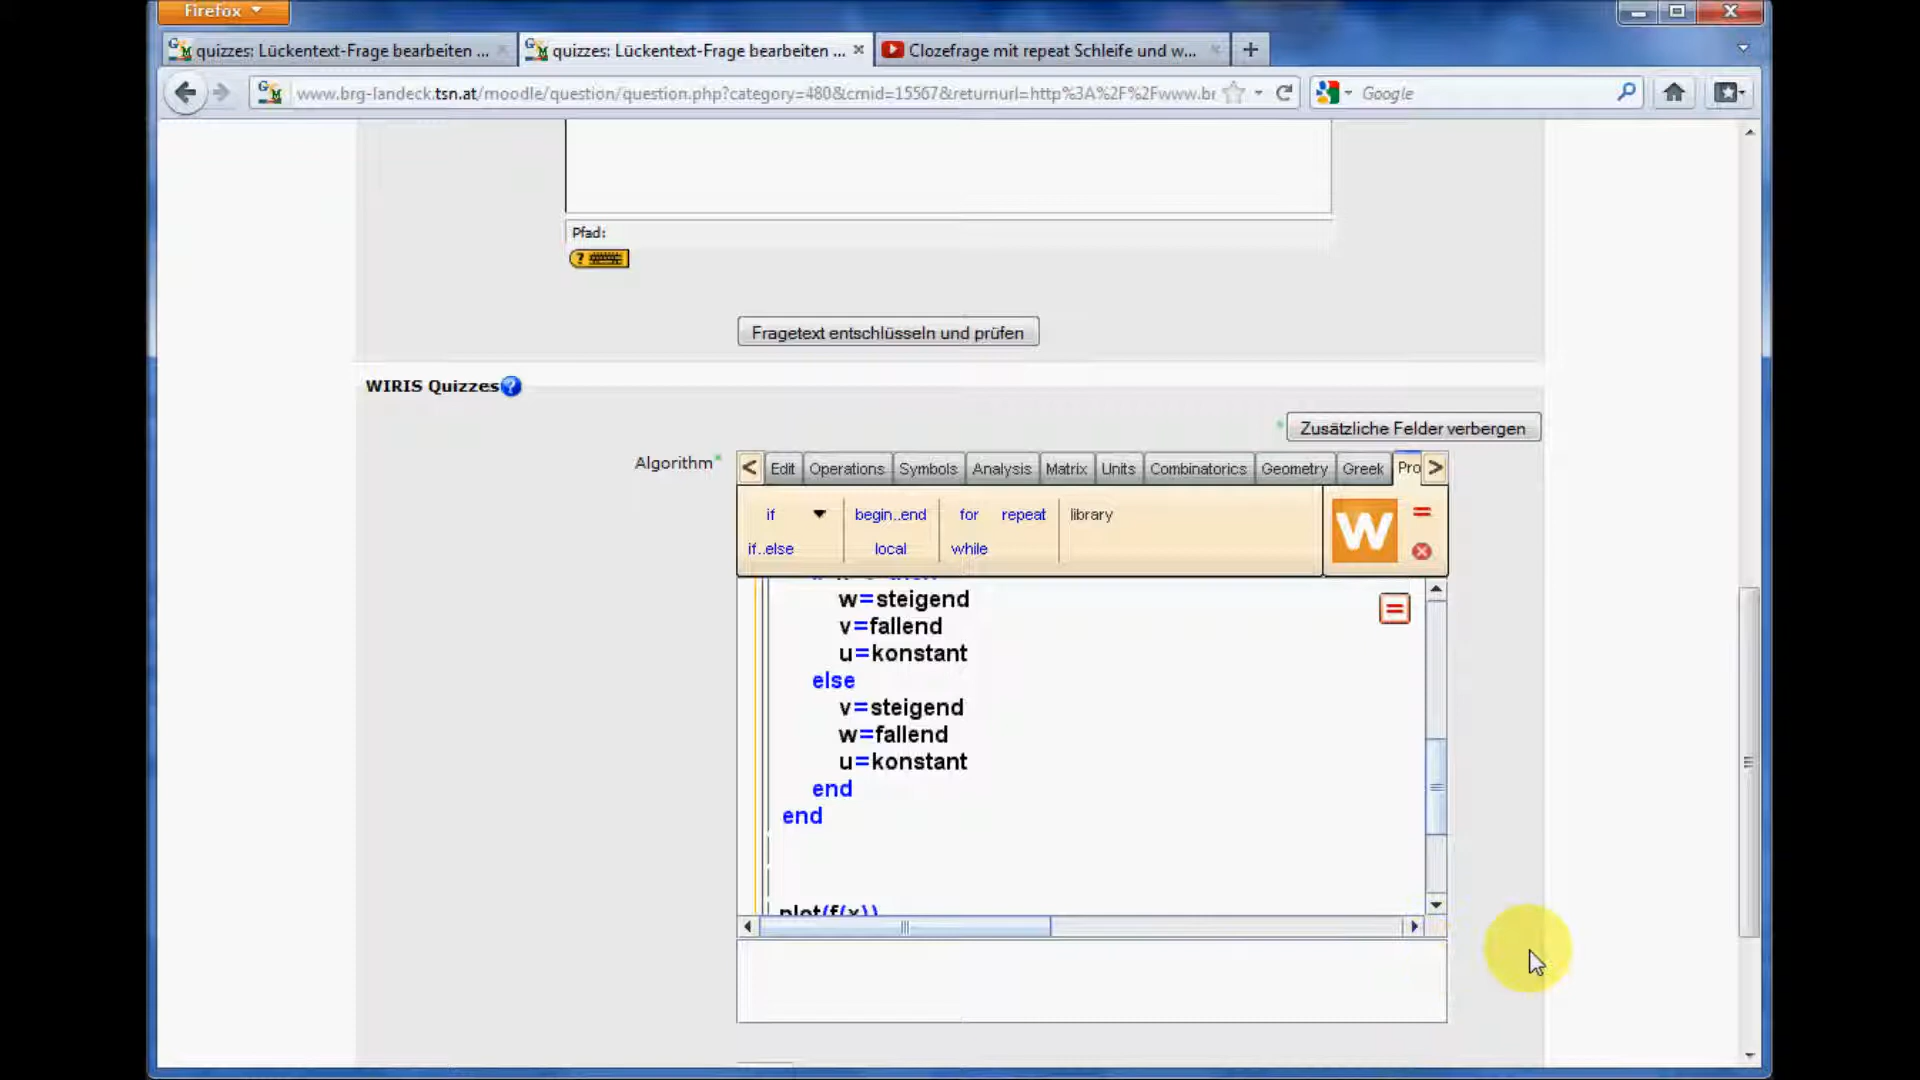 Firefox
quizzes: Lückentext-Frage bearbeiten ...
quizzes: Lückentext-Frage bearbeiten ...
Clozefrage mit repeat Schleife und w...
www.brg-landeck.tsn.at/moodle/question/question.php?category=480&cmid=15567&returnurl=http%3A%2F%2Fwww.br
Google
Pfad:
?
Fragetext entschlüsseln und prüfen
WIRIS Quizzes ?
Zusätzliche Felder verbergen
Algorithm*
< Edit Operations Symbols Analysis Matrix Units Combinatorics Geometry Greek Pro >
if begin..end for repeat library
if..else local while
W
w=steigend
v=fallend
u=konstant
else
v=steigend
w=fallend
u=konstant
end
end
plot(f(x))